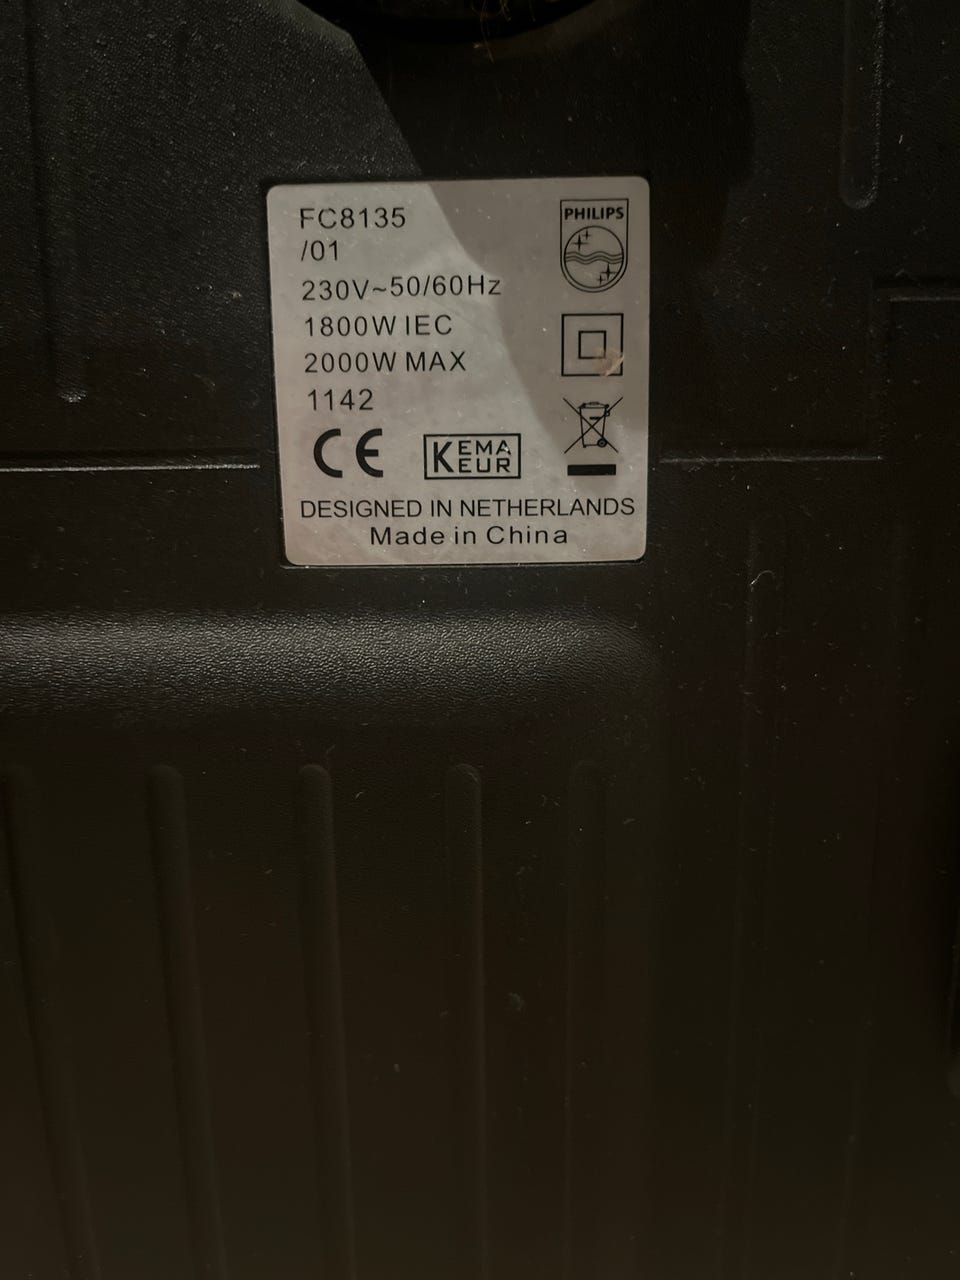 FC8135
/01
230V~50/60Hz
1800W IEC
2000W MAX
1142
CE
KEMA
KEUR
DESIGNED IN NETHERLANDS
Made in China
PHILIPS